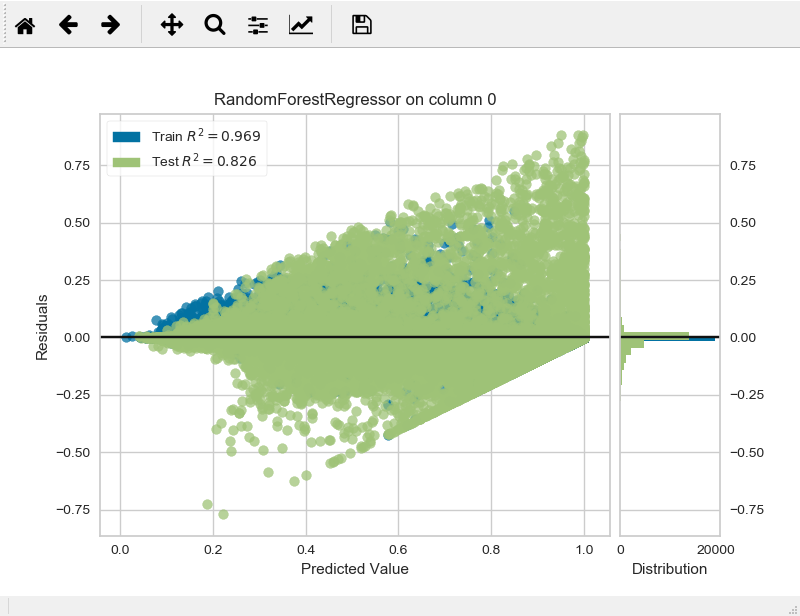 RandomForestRegressor on column 0
Train R² = 0.969
Test R² = 0.826
0.75
0.50
0.25
0.00
−0.25
−0.50
−0.75
Residuals
0.0 0.2 0.4 0.6 0.8 1.0
Predicted Value
0.75
0.50
0.25
0.00
−0.25
−0.50
−0.75
0 20000
Distribution